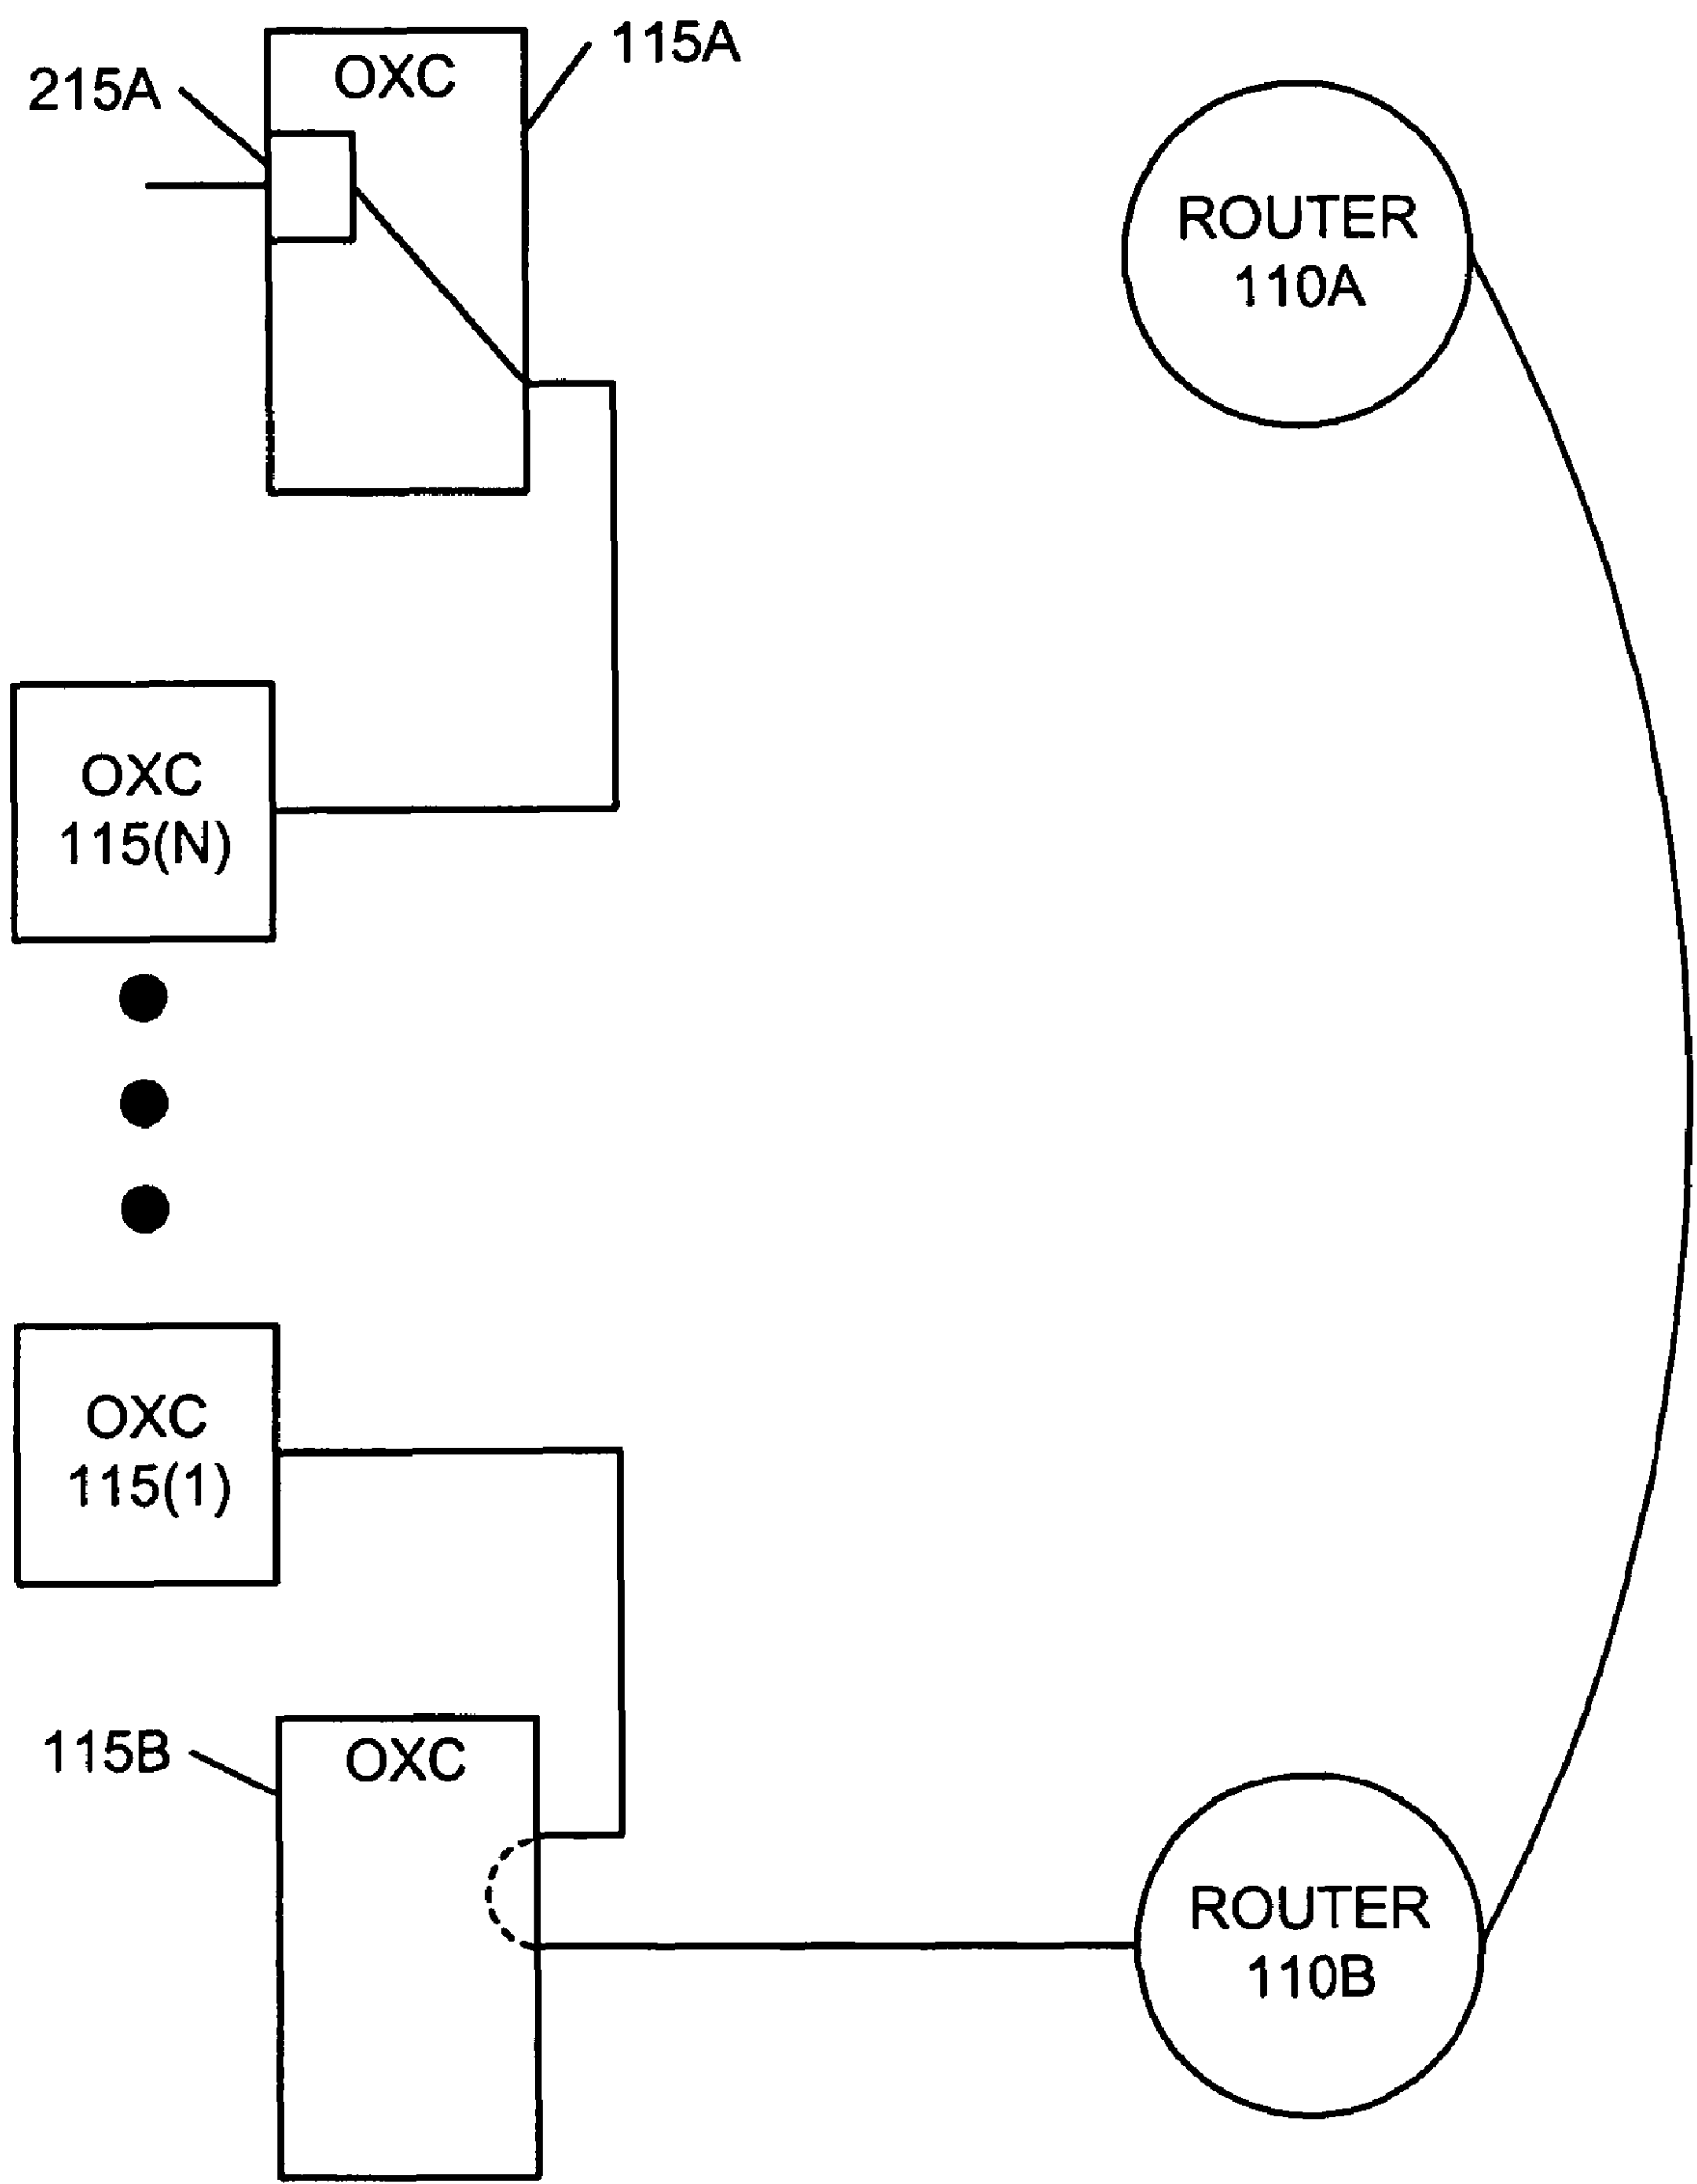 OXC
115A
215A
ROUTER
110A
OXC
115(N)
OXC
115(1)
115B
OXC
ROUTER
110B